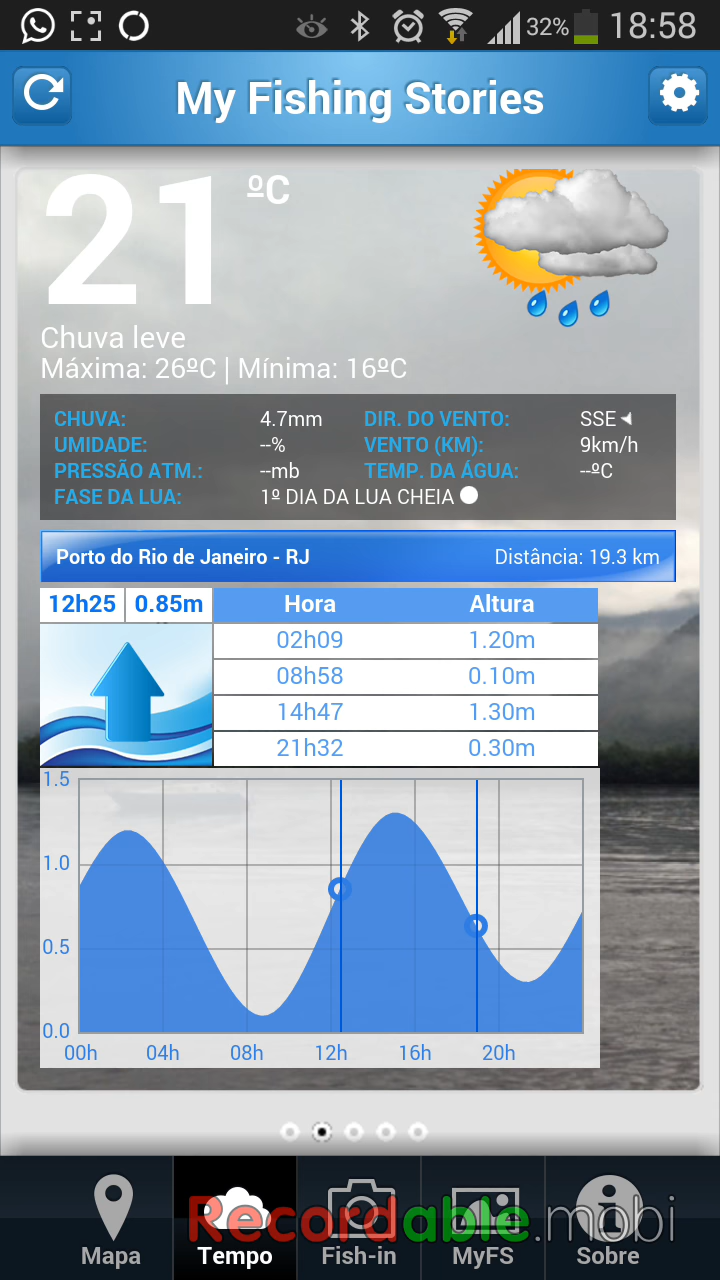 32% 18:58
My Fishing Stories
21 ºC
Chuva leve
Máxima: 26ºC | Mínima: 16ºC
CHUVA: 4.7mm DIR. DO VENTO: SSE
UMIDADE: --% VENTO (KM): 9km/h
PRESSÃO ATM.: --mb TEMP. DA ÁGUA: --ºC
FASE DA LUA: 1º DIA DA LUA CHEIA
Porto do Rio de Janeiro - RJ Distância: 19.3 km
12h25 0.85m Hora Altura
02h09 1.20m
08h58 0.10m
14h47 1.30m
21h32 0.30m
1.5
1.0
0.5
0.0
00h 04h 08h 12h 16h 20h
Recordable.mobi
Mapa Tempo Fish-in MyFS Sobre